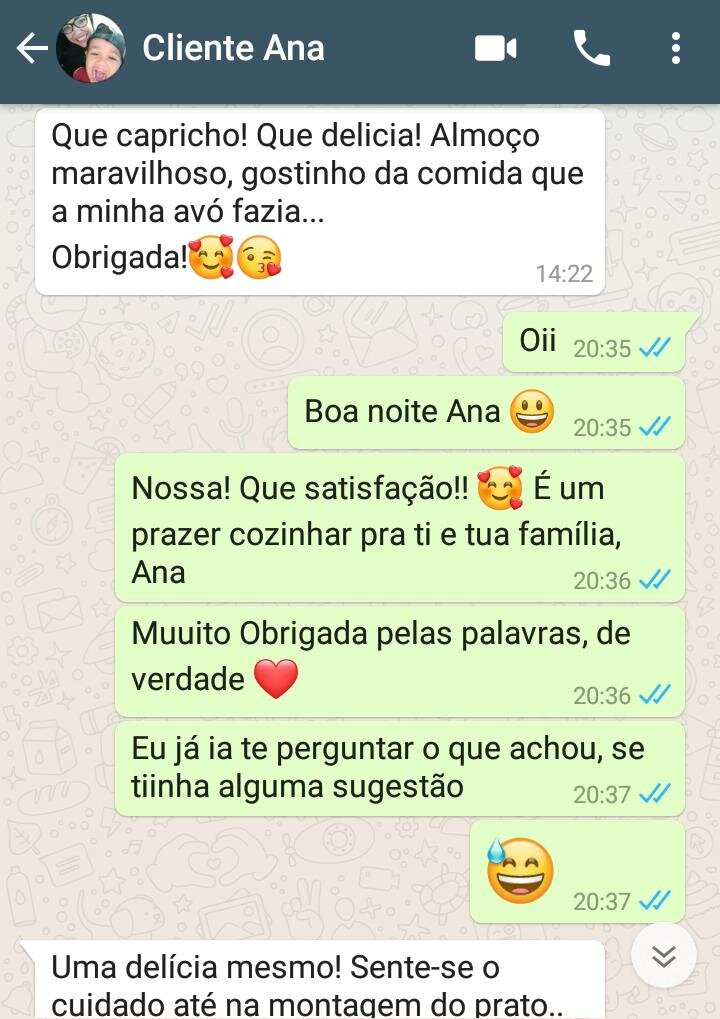 Cliente Ana
Que capricho! Que delicia! Almoço
maravilhoso, gostinho da comida que
a minha avó fazia...
Obrigada!🥰😘
14:22
Oii 20:35
Boa noite Ana 😃 20:35
Nossa! Que satisfação!! 🥰 É um
prazer cozinhar pra ti e tua família,
Ana 20:36
Muuito Obrigada pelas palavras, de
verdade ❤️ 20:36
Eu já ia te perguntar o que achou, se
tiinha alguma sugestão 20:37
😅 20:37
Uma delícia mesmo! Sente-se o
cuidado até na montagem do prato..